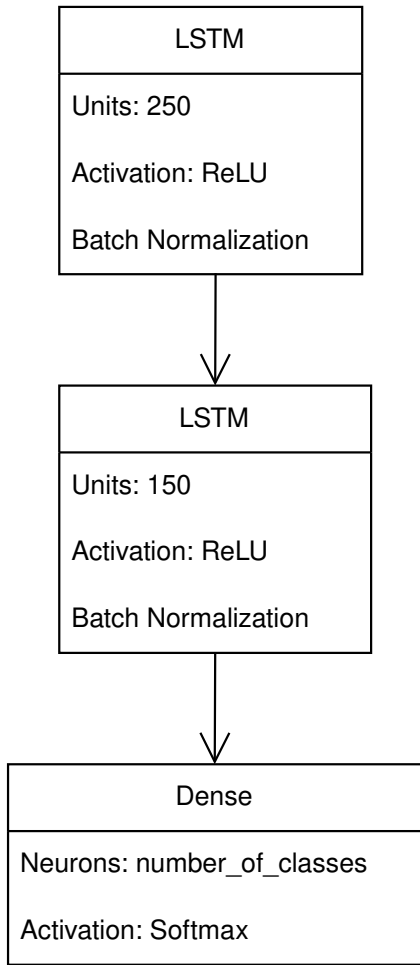 LSTM
Units: 250
Activation: ReLU
Batch Normalization
LSTM
Units: 150
Activation: ReLU
Batch Normalization
Dense
Neurons: number_of_classes
Activation: Softmax